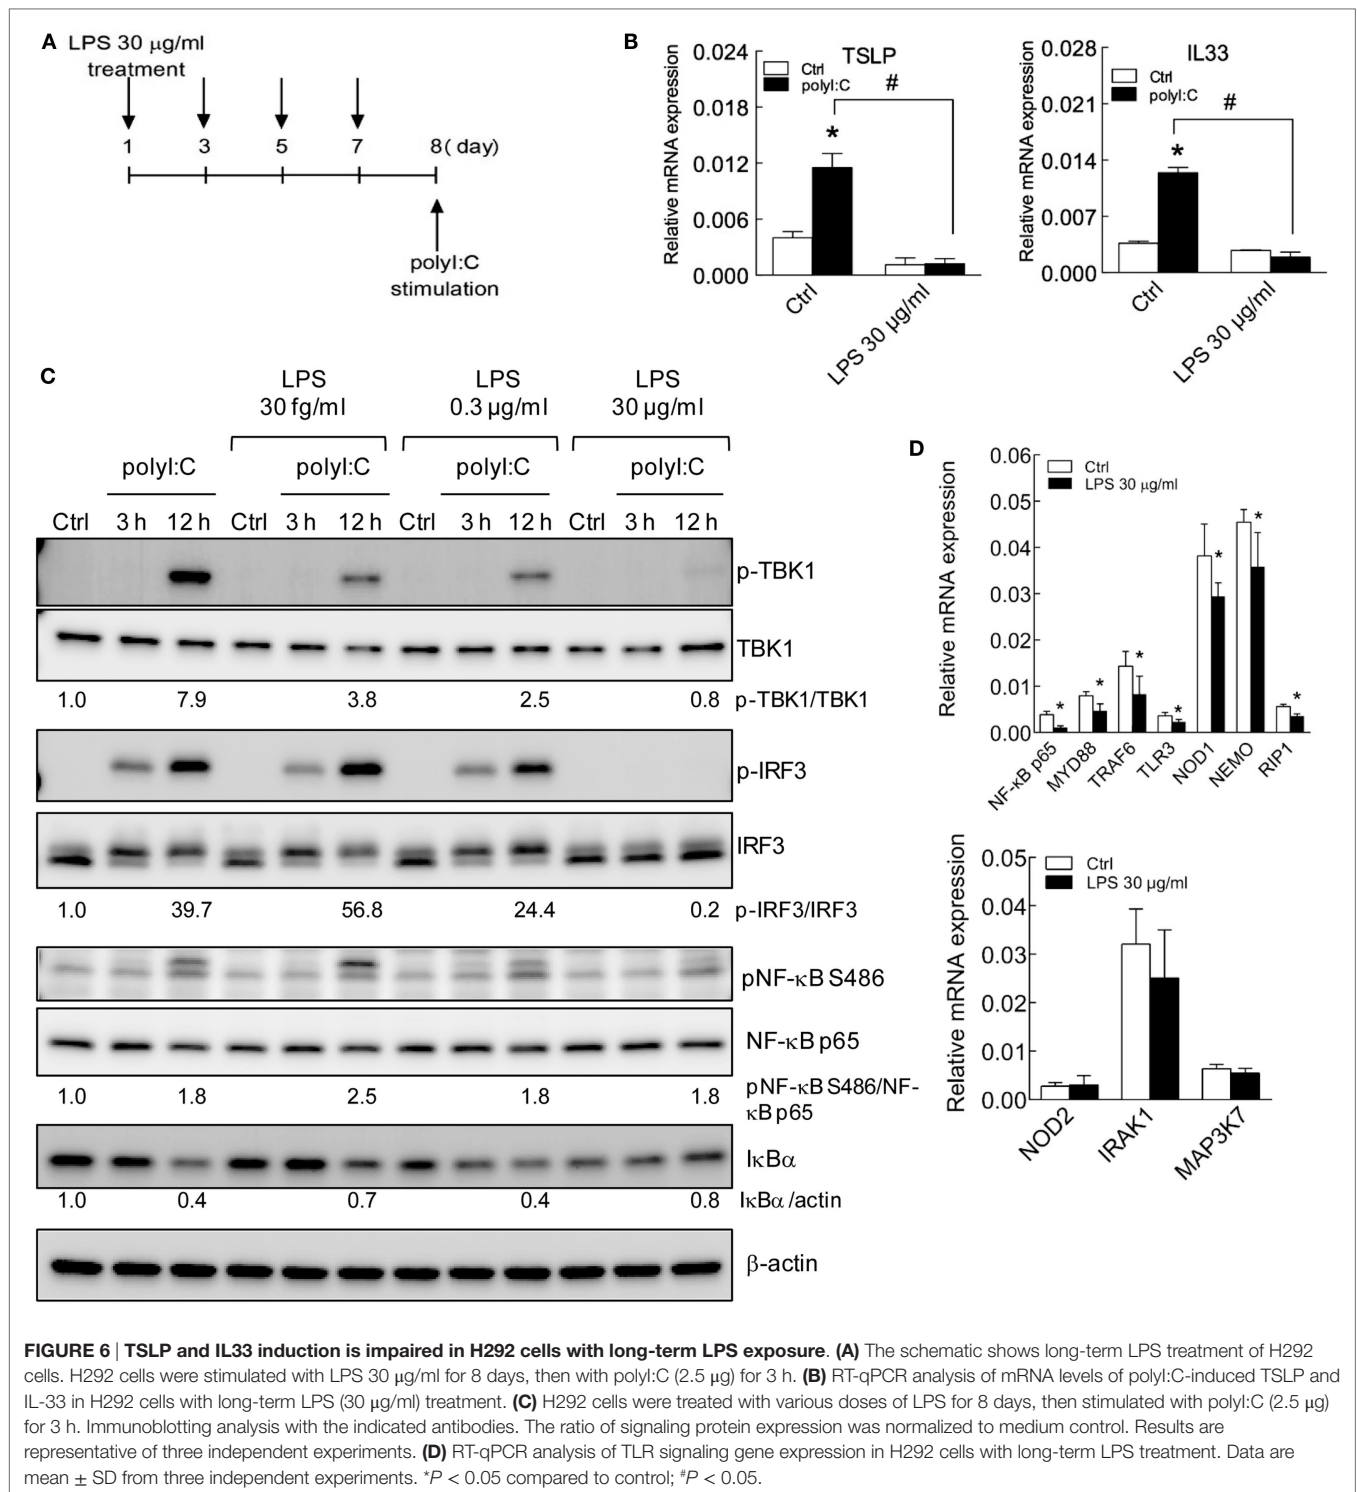 A
LPS 30 μg/ml
treatment
1 3 5 7 8( day)
polyI:C
stimulation
B
TSLP
Ctrl
polyI:C
Relative mRNA expression
0.024
0.018
0.012
0.006
0.000
*
#
Ctrl
LPS 30 μg/ml
IL33
Ctrl
polyI:C
Relative mRNA expression
0.028
0.021
0.014
0.007
0.000
*
#
Ctrl
LPS 30 μg/ml
C
LPS LPS LPS
30 fg/ml 0.3 μg/ml 30 μg/ml
polyI:C polyI:C polyI:C polyI:C
Ctrl 3 h 12 h Ctrl 3 h 12 h Ctrl 3 h 12 h Ctrl 3 h 12 h
p-TBK1
TBK1
1.0 7.9 3.8 2.5 0.8 p-TBK1/TBK1
p-IRF3
IRF3
1.0 39.7 56.8 24.4 0.2 p-IRF3/IRF3
pNF-κB S486
NF-κB p65
1.0 1.8 2.5 1.8 1.8 pNF-κB S486/NF-
κB p65
IκBα
1.0 0.4 0.7 0.4 0.8 IκBα /actin
β-actin
D
Ctrl
LPS 30 μg/ml
Relative mRNA expression
0.06
0.05
0.04
0.03
0.02
0.01
0.00
* * * * * * *
NF-κB p65 MYD88 TRAF6 TLR3 NOD1 NEMO RIP1
Ctrl
LPS 30 μg/ml
Relative mRNA expression
0.05
0.04
0.03
0.02
0.01
0.00
NOD2 IRAK1 MAP3K7
FIGURE 6 | TSLP and IL33 induction is impaired in H292 cells with long-term LPS exposure. (A) The schematic shows long-term LPS treatment of H292
cells. H292 cells were stimulated with LPS 30 μg/ml for 8 days, then with polyI:C (2.5 μg) for 3 h. (B) RT-qPCR analysis of mRNA levels of polyI:C-induced TSLP and
IL-33 in H292 cells with long-term LPS (30 μg/ml) treatment. (C) H292 cells were treated with various doses of LPS for 8 days, then stimulated with polyI:C (2.5 μg)
for 3 h. Immunoblotting analysis with the indicated antibodies. The ratio of signaling protein expression was normalized to medium control. Results are
representative of three independent experiments. (D) RT-qPCR analysis of TLR signaling gene expression in H292 cells with long-term LPS treatment. Data are
mean ± SD from three independent experiments. *P < 0.05 compared to control; #P < 0.05.